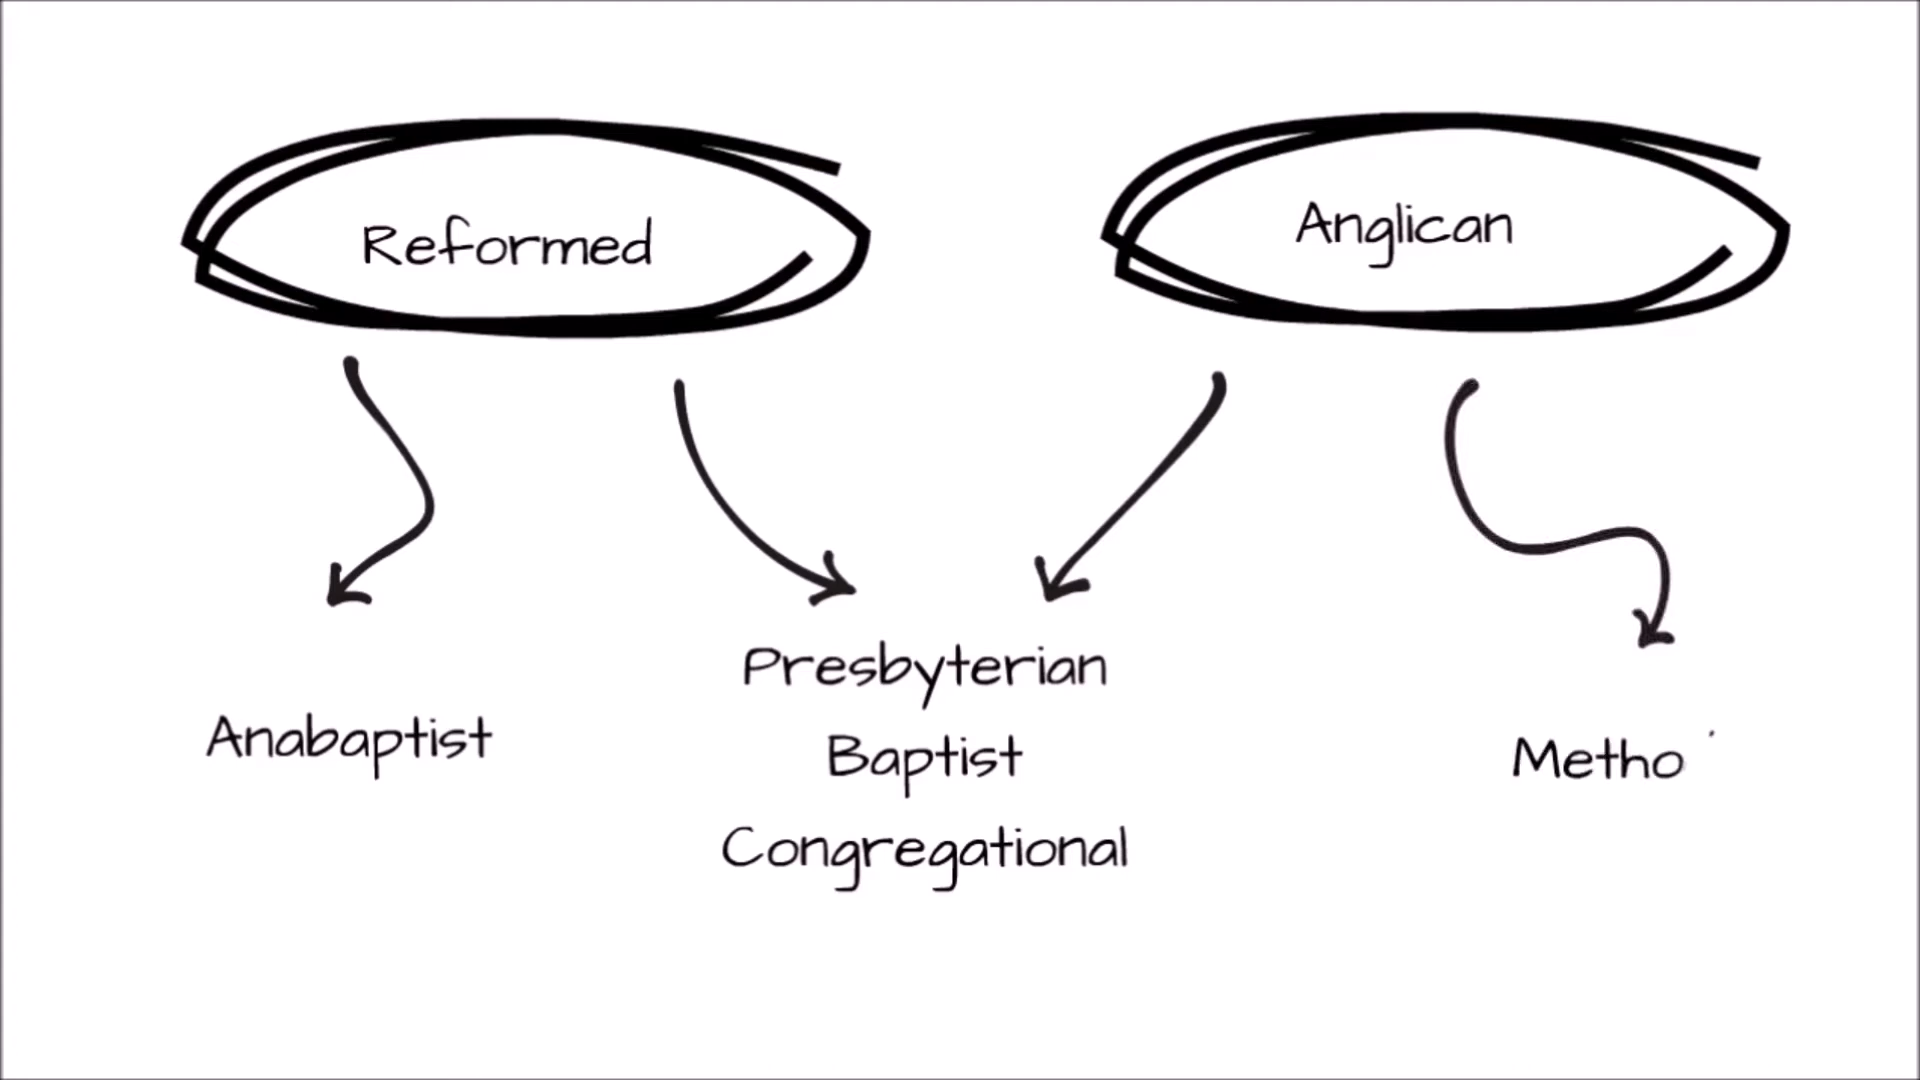 Reformed
Anglican
Presbyterian
Anabaptist
Baptist
Metho
Congregational